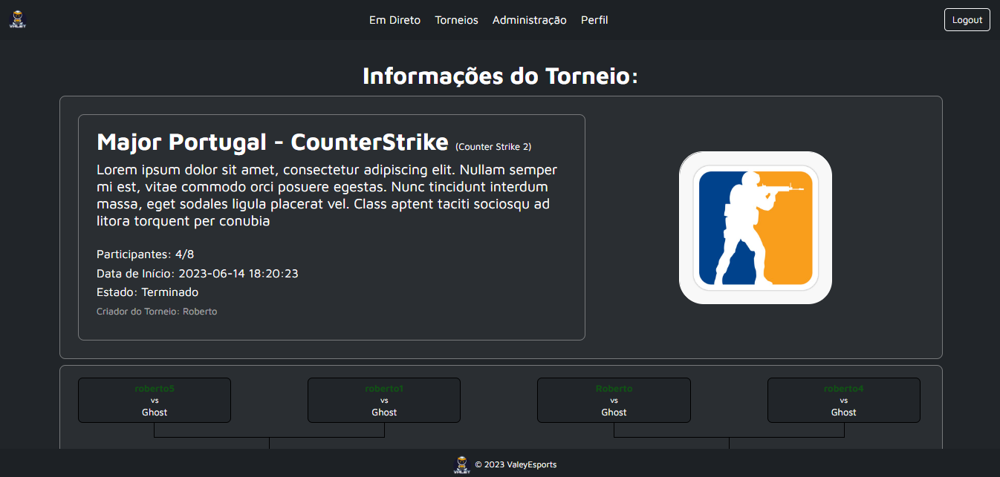 VALEY
Em Direto Torneios Administração Perfil
Logout
Informações do Torneio:
Major Portugal - CounterStrike (Counter Strike 2)
Lorem ipsum dolor sit amet, consectetur adipiscing elit. Nullam semper
mi est, vitae commodo orci posuere egestas. Nunc tincidunt interdum
massa, eget sodales ligula placerat vel. Class aptent taciti sociosqu ad
litora torquent per conubia
Participantes: 4/8
Data de Início: 2023-06-14 18:20:23
Estado: Terminado
Criador do Torneio: Roberto
roberto5
vs
Ghost
roberto1
vs
Ghost
Roberto
vs
Ghost
roberto4
vs
Ghost
VALEY
© 2023 ValeyEsports